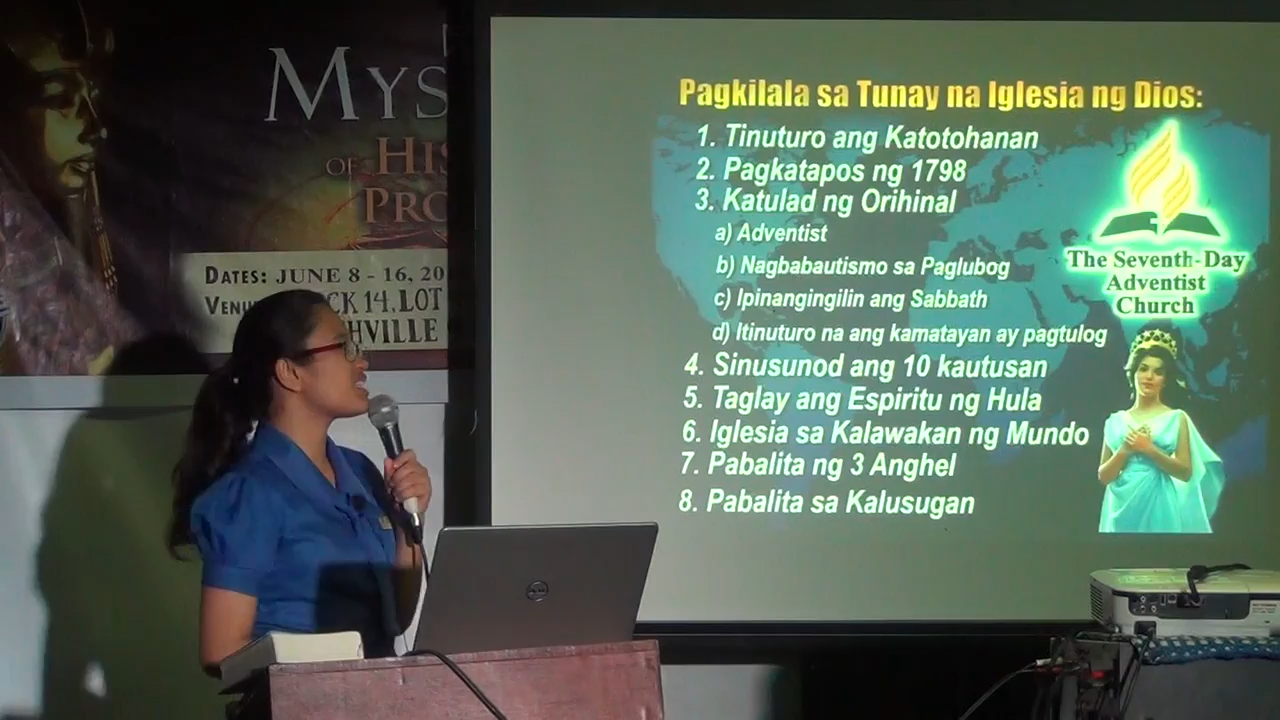 MYS
OF HIS
PRO
DATES: JUNE 8 - 16, 20
CK 14, LOT
HVILLE
Pagkilala sa Tunay na Iglesia ng Dios:
1. Tinuturo ang Katotohanan
2. Pagkatapos ng 1798
3. Katulad ng Orihinal
a) Adventist
b) Nagbabautismo sa Paglubog
c) Ipinangingilin ang Sabbath
d) Itinuturo na ang kamatayan ay pagtulog
4. Sinusunod ang 10 kautusan
5. Taglay ang Espiritu ng Hula
6. Iglesia sa Kalawakan ng Mundo
7. Pabalita ng 3 Anghel
8. Pabalita sa Kalusugan
The Seventh-Day
Adventist
Church
DELL